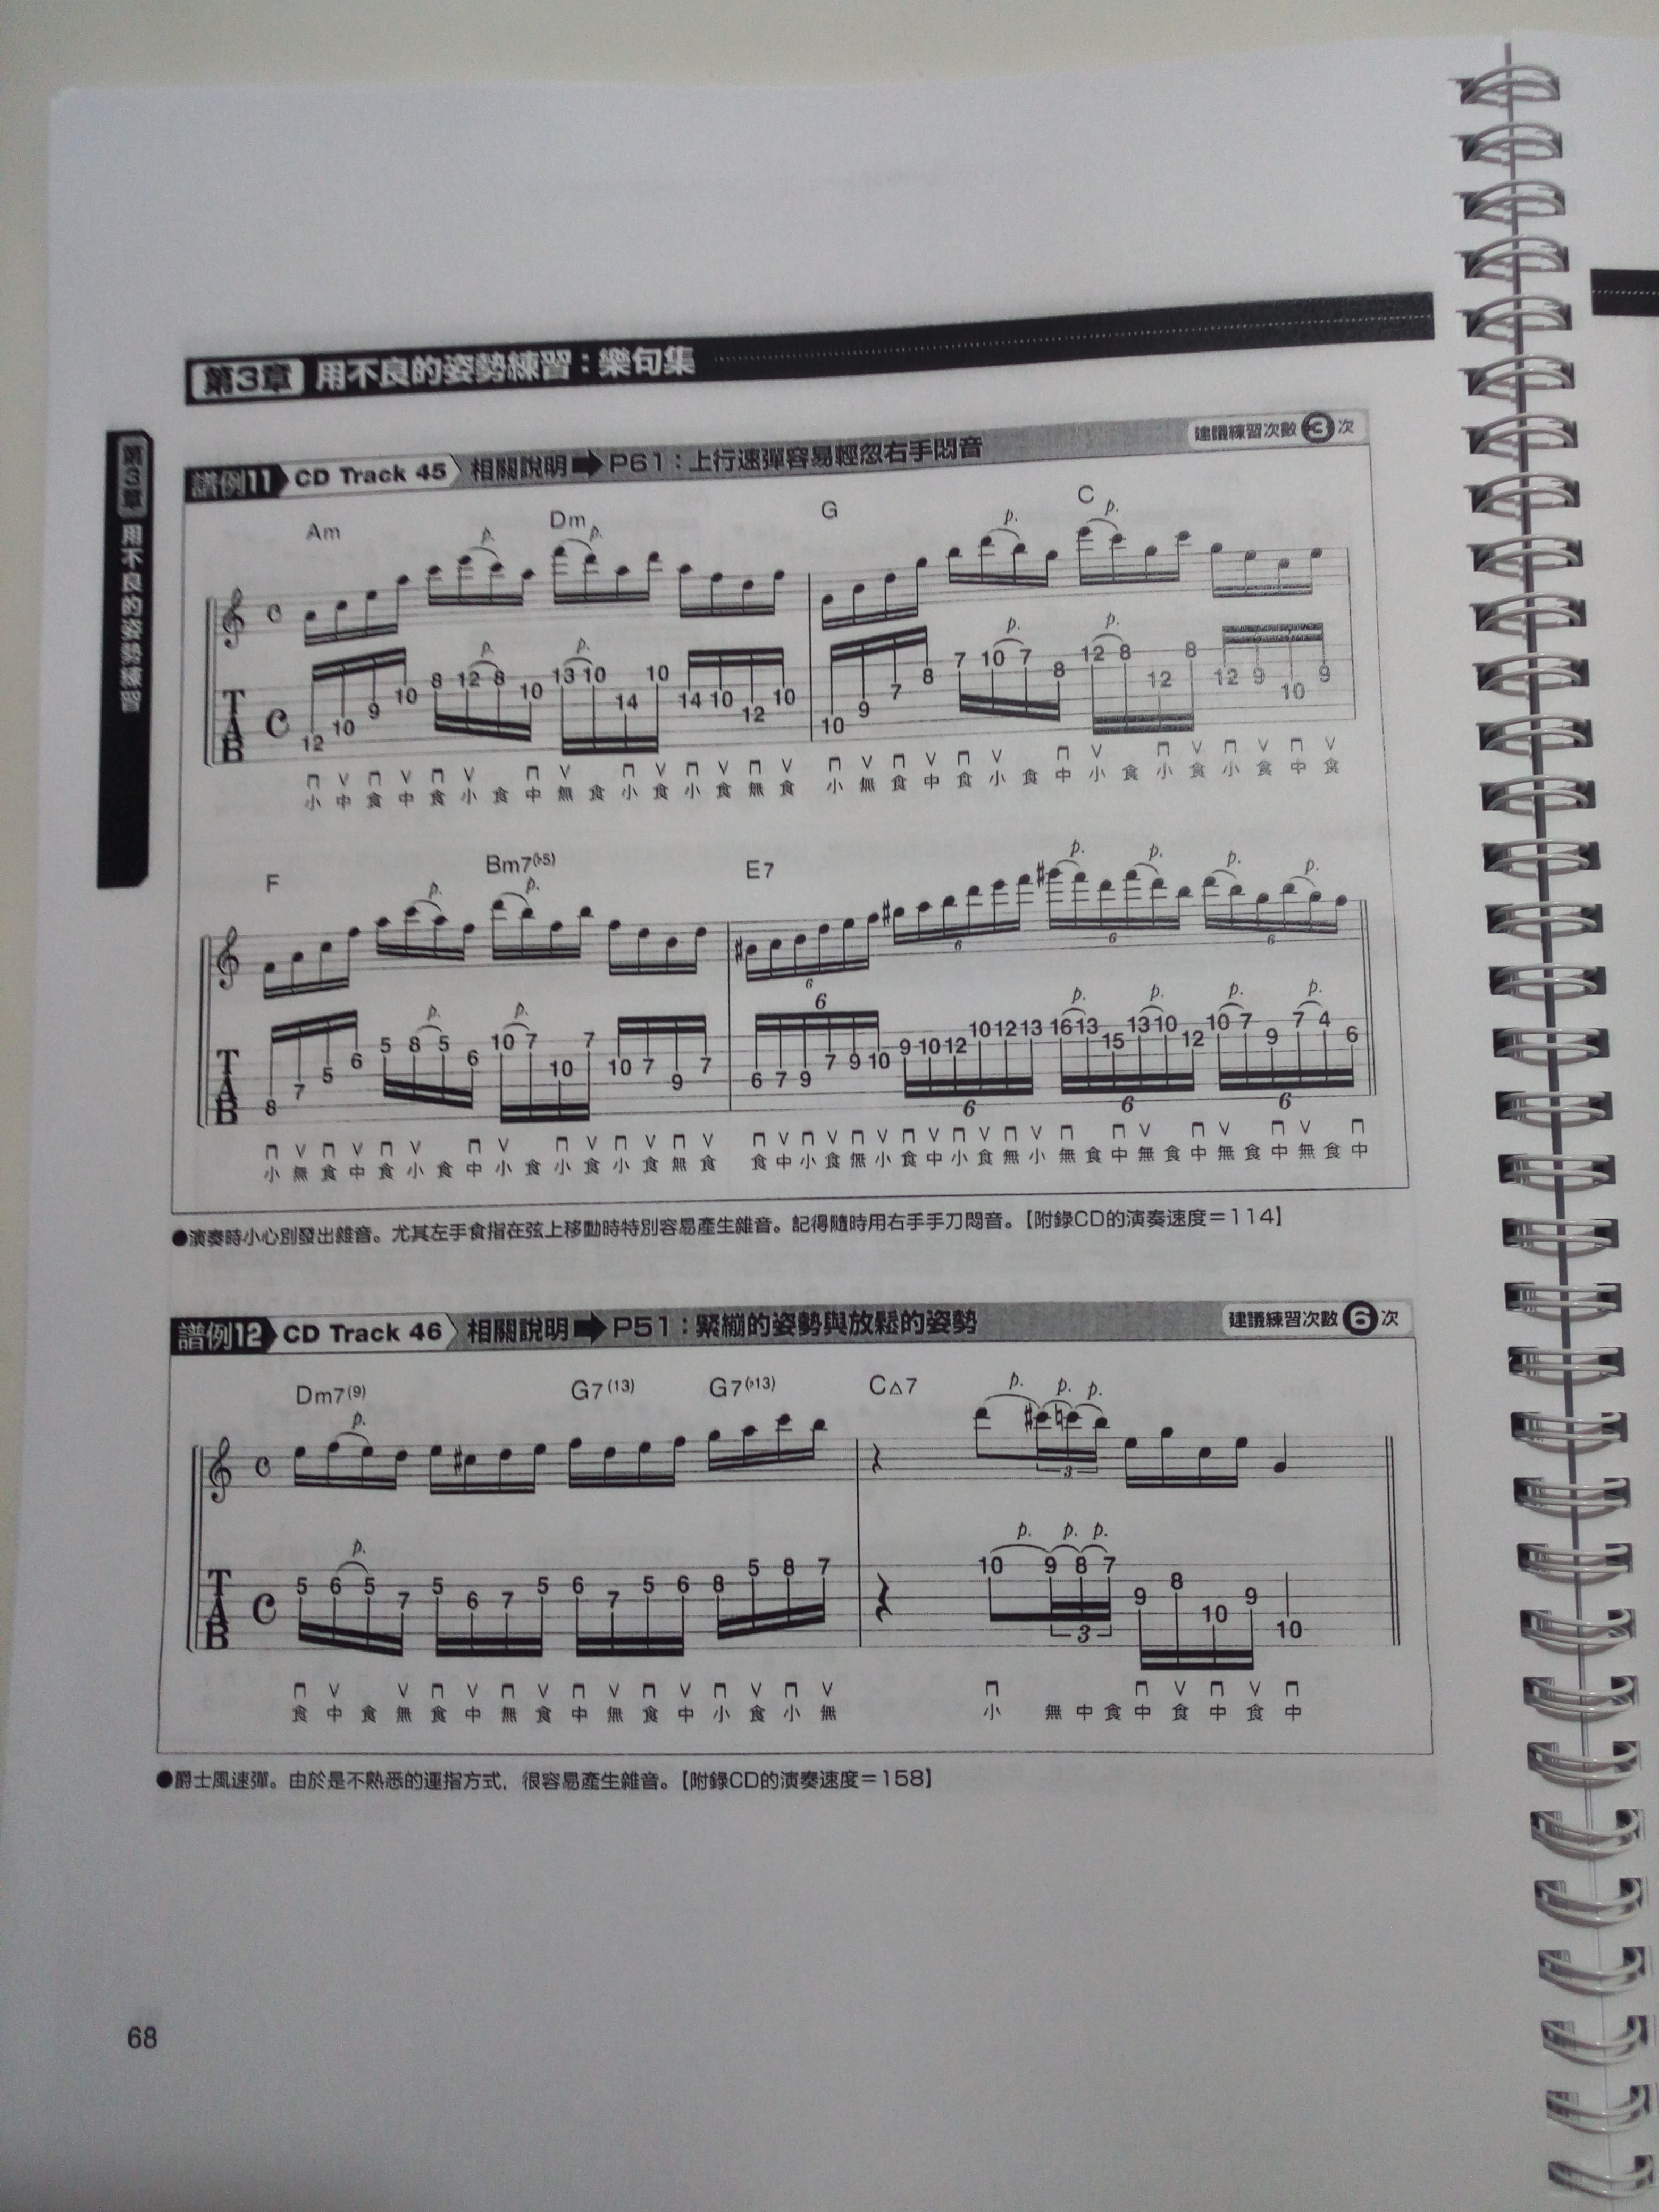 第3章 用不良的姿勢練習：樂句集
第3章 用不良的姿勢練習
譜例11 CD Track 45 相關說明➡P61：上行速彈容易輕忽右手悶音 建議練習次數3次
Am Dm G C
p. p. p. p.
p. p. p. p.
TAB
12 10 9 10 8 12 8 10 13 10 14 10 14 10 12 10 10 9 7 8 7 10 7 8 12 8 12 8 12 9 10 9
小 中 食 中 食 小 食 中 無 食 小 食 小 食 無 食 小 無 食 中 食 小 食 中 小 食 小 食 小 食 中 食
F Bm7(♭5) E7
p. p. p. p. p. p.
6 6 6 6
p. p. 6 p. p. p. p.
TAB
8 7 5 6 5 8 5 6 10 7 10 7 10 7 9 7 6 7 9 7 9 10 9 10 12 10 12 13 16 13 15 13 10 12 10 7 9 7 4 6
6 6 6
小 無 食 中 食 小 食 中 小 食 小 食 小 食 無 食 食 中 小 食 無 小 食 中 小 食 無 小 無 食 中 無 食 中 無 食 中 無 食 中
●演奏時小心別發出雜音。尤其左手食指在弦上移動時特別容易產生雜音。記得隨時用右手手刀悶音。【附錄CD的演奏速度＝114】
譜例12 CD Track 46 相關說明➡P51：緊繃的姿勢與放鬆的姿勢 建議練習次數6次
Dm7(9) G7(13) G7(♭13) C△7
p. p. p. p.
3
p. p. p. p.
TAB
5 6 5 7 5 6 7 5 6 7 5 6 8 5 8 7 10 9 8 7 9 8 10 9 10
3
食 中 食 無 食 中 無 食 中 無 食 中 小 食 小 無 小 無 中 食 中 食 中 食 中
●爵士風速彈。由於是不熟悉的運指方式，很容易產生雜音。【附錄CD的演奏速度＝158】
68